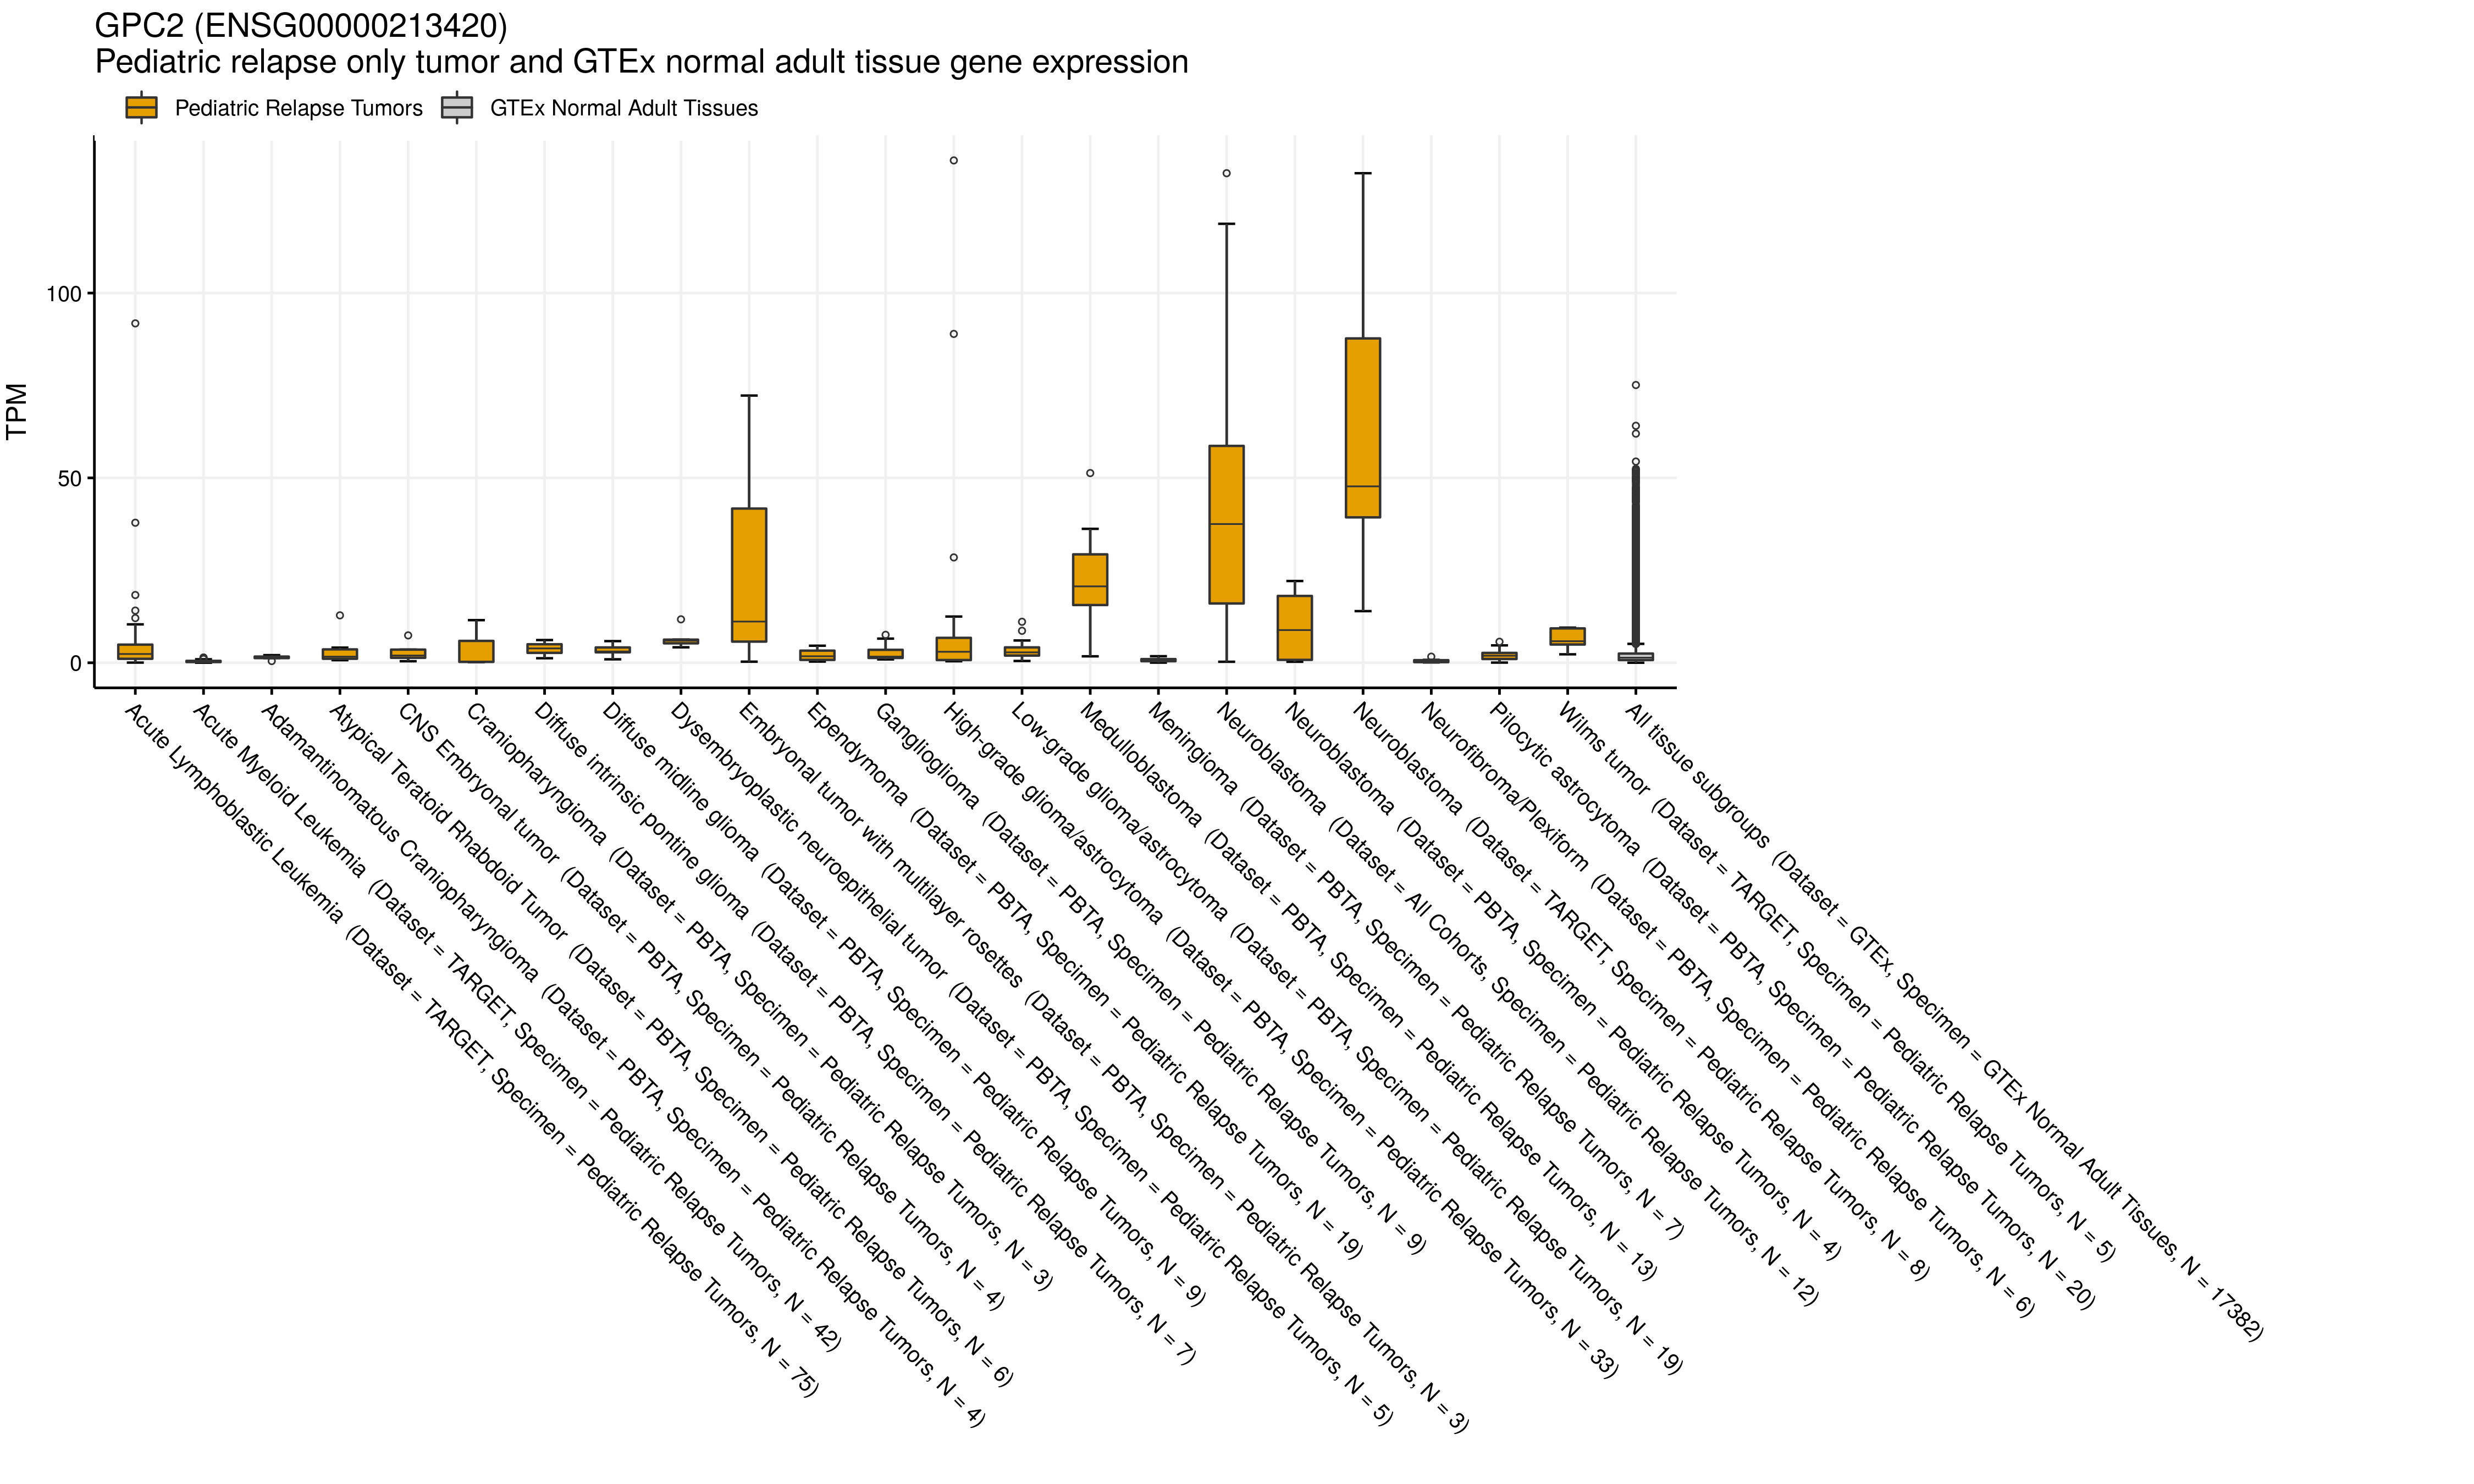 GPC2 (ENSG00000213420)
Pediatric relapse only tumor and GTEx normal adult tissue gene expression
Pediatric Relapse Tumors
GTEx Normal Adult Tissues
TPM
100
50
0
Acute Lymphoblastic Leukemia (Dataset = TARGET, Specimen = Pediatric Relapse Tumors, N = 75)
Acute Myeloid Leukemia (Dataset = TARGET, Specimen = Pediatric Relapse Tumors, N = 42)
Adamantinomatous Craniopharyngioma (Dataset = PBTA, Specimen = Pediatric Relapse Tumors, N = 4)
Atypical Teratoid Rhabdoid Tumor (Dataset = PBTA, Specimen = Pediatric Relapse Tumors, N = 6)
CNS Embryonal tumor (Dataset = PBTA, Specimen = Pediatric Relapse Tumors, N = 4)
Craniopharyngioma (Dataset = PBTA, Specimen = Pediatric Relapse Tumors, N = 3)
Diffuse intrinsic pontine glioma (Dataset = PBTA, Specimen = Pediatric Relapse Tumors, N = 7)
Diffuse midline glioma (Dataset = PBTA, Specimen = Pediatric Relapse Tumors, N = 9)
Dysembryoplastic neuroepithelial tumor (Dataset = PBTA, Specimen = Pediatric Relapse Tumors, N = 5)
Embryonal tumor with multilayer rosettes (Dataset = PBTA, Specimen = Pediatric Relapse Tumors, N = 3)
Ependymoma (Dataset = PBTA, Specimen = Pediatric Relapse Tumors, N = 19)
Ganglioglioma (Dataset = PBTA, Specimen = Pediatric Relapse Tumors, N = 9)
High-grade glioma/astrocytoma (Dataset = PBTA, Specimen = Pediatric Relapse Tumors, N = 33)
Low-grade glioma/astrocytoma (Dataset = PBTA, Specimen = Pediatric Relapse Tumors, N = 19)
Medulloblastoma (Dataset = PBTA, Specimen = Pediatric Relapse Tumors, N = 13)
Meningioma (Dataset = PBTA, Specimen = Pediatric Relapse Tumors, N = 7)
Neuroblastoma (Dataset = All Cohorts, Specimen = Pediatric Relapse Tumors, N = 12)
Neuroblastoma (Dataset = PBTA, Specimen = Pediatric Relapse Tumors, N = 4)
Neuroblastoma (Dataset = TARGET, Specimen = Pediatric Relapse Tumors, N = 8)
Neurofibroma/Plexiform (Dataset = PBTA, Specimen = Pediatric Relapse Tumors, N = 6)
Pilocytic astrocytoma (Dataset = PBTA, Specimen = Pediatric Relapse Tumors, N = 20)
Wilms tumor (Dataset = TARGET, Specimen = Pediatric Relapse Tumors, N = 5)
All tissue subgroups (Dataset = GTEx, Specimen = GTEx Normal Adult Tissues, N = 17382)